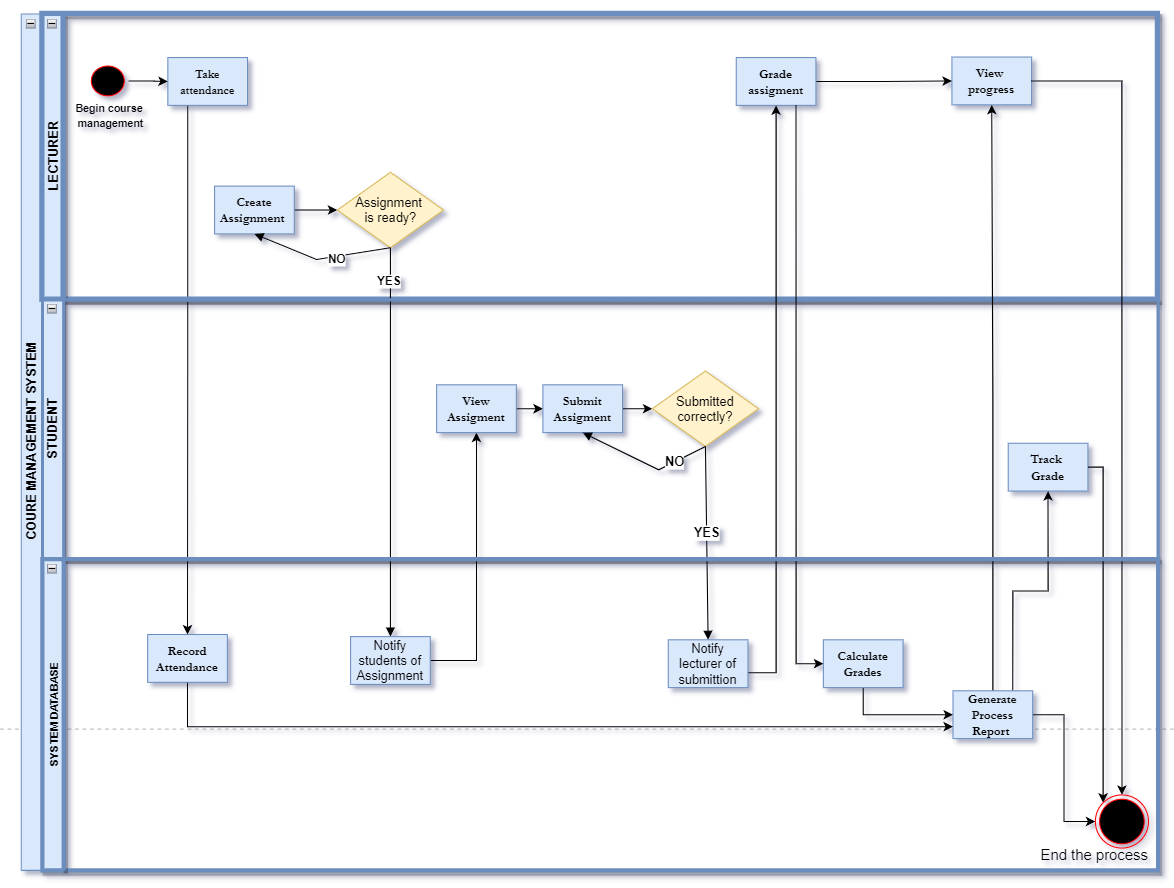 COURE MANAGEMENT SYSTEM
LECTURER
Begin course
management
Take
attendance
Create
Assignment
Assignment
is ready?
NO
YES
Grade
assigment
View
progress
STUDENT
View
Assigment
Submit
Assigment
Submitted
correctly?
NO
YES
Track
Grade
SYSTEM DATABASE
Record
Attendance
Notify
students of
Assignment
Notify
lecturer of
submittion
Calculate
Grades
Generate
Process
Report
End the process